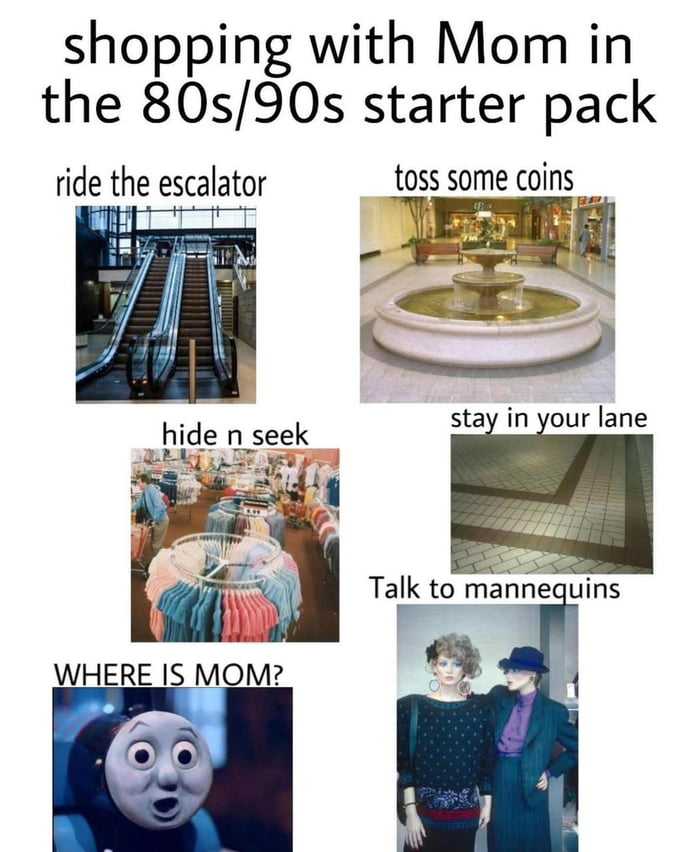 shopping with Mom in
the 80s/90s starter pack
ride the escalator
toss some coins
hide n seek
stay in your lane
Talk to mannequins
WHERE IS MOM?